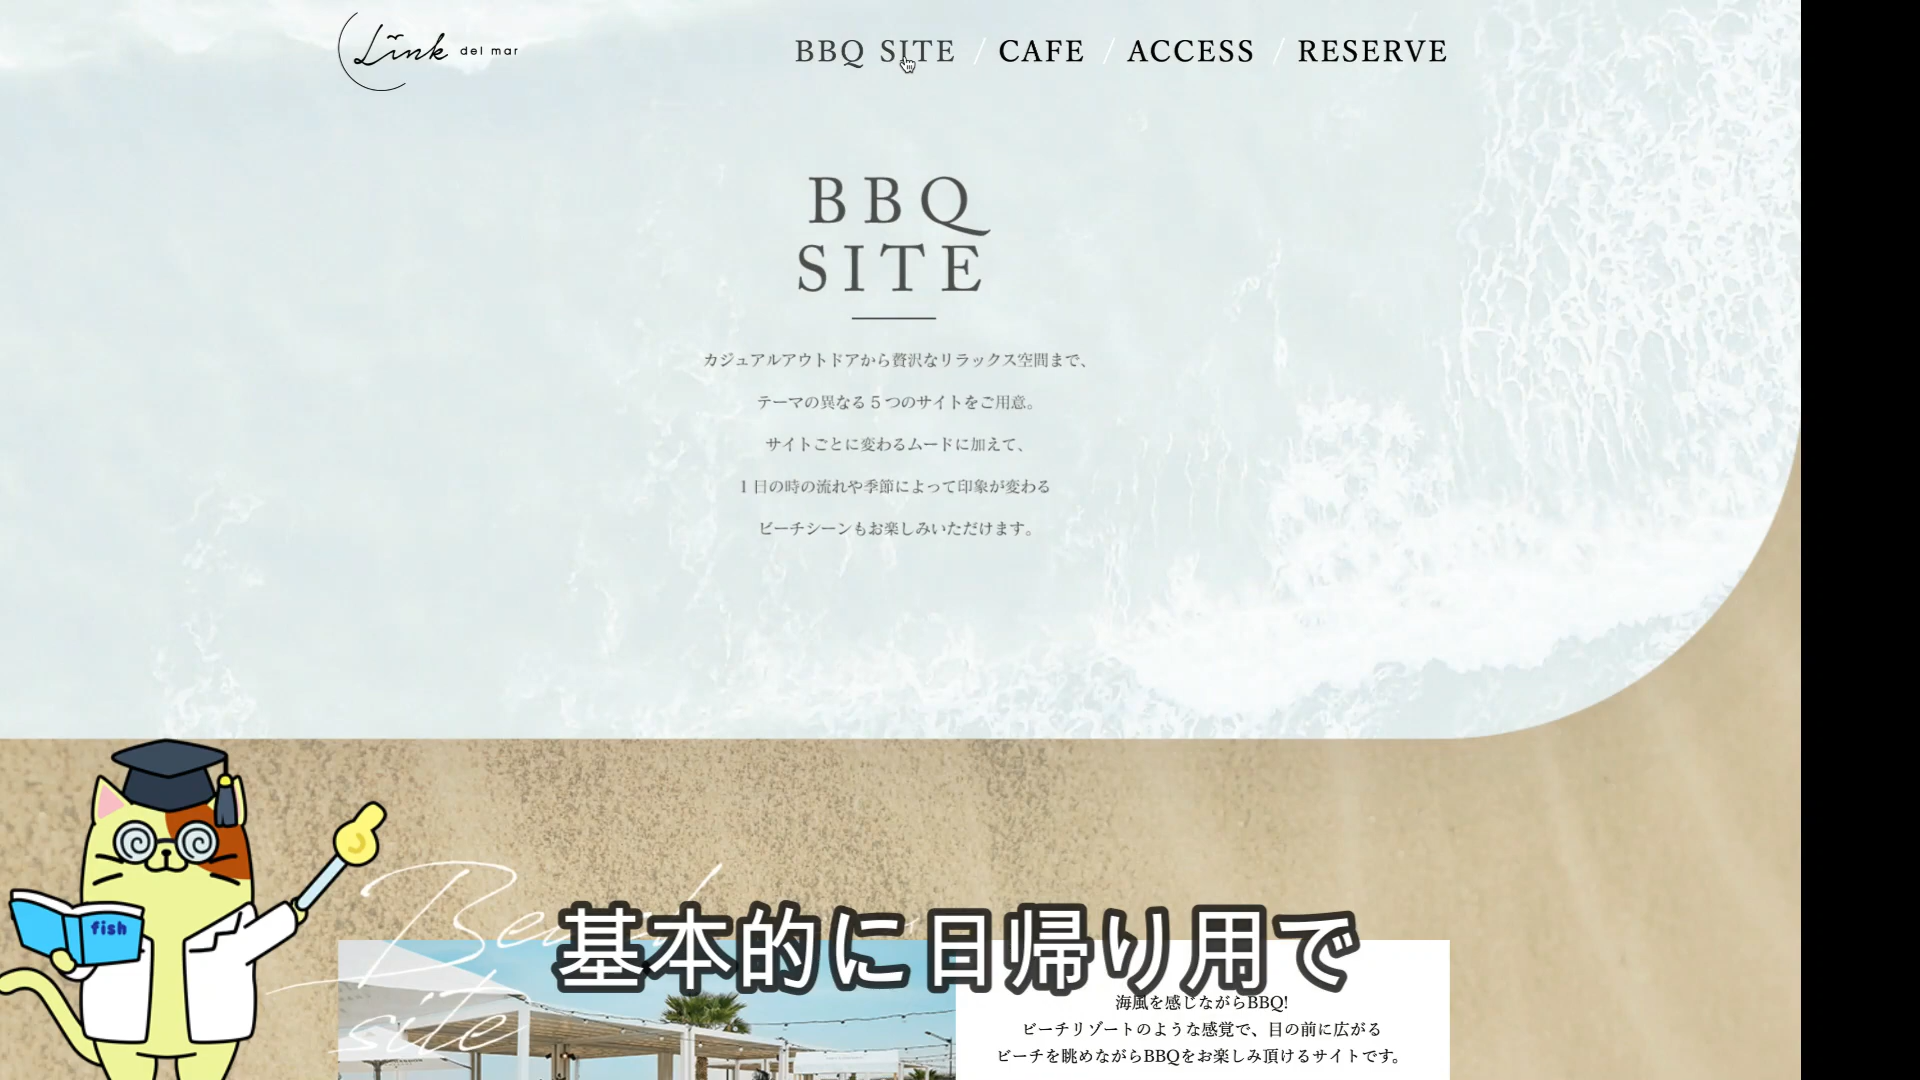 Link del mar
BBQ SITE / CAFE / ACCESS / RESERVE
BBQ
SITE
カジュアルアウトドアから贅沢なリラックス空間まで、
テーマの異なる5つのサイトをご用意。
サイトごとに変わるムードに加えて、
1日の時の流れや季節によって印象が変わる
ビーチシーンもお楽しみいただけます。
fish
site
基本的に日帰り用で
海風を感じながらBBQ!
ビーチリゾートのような感覚で、目の前に広がる
ビーチを眺めながらBBQをお楽しみ頂けるサイトです。